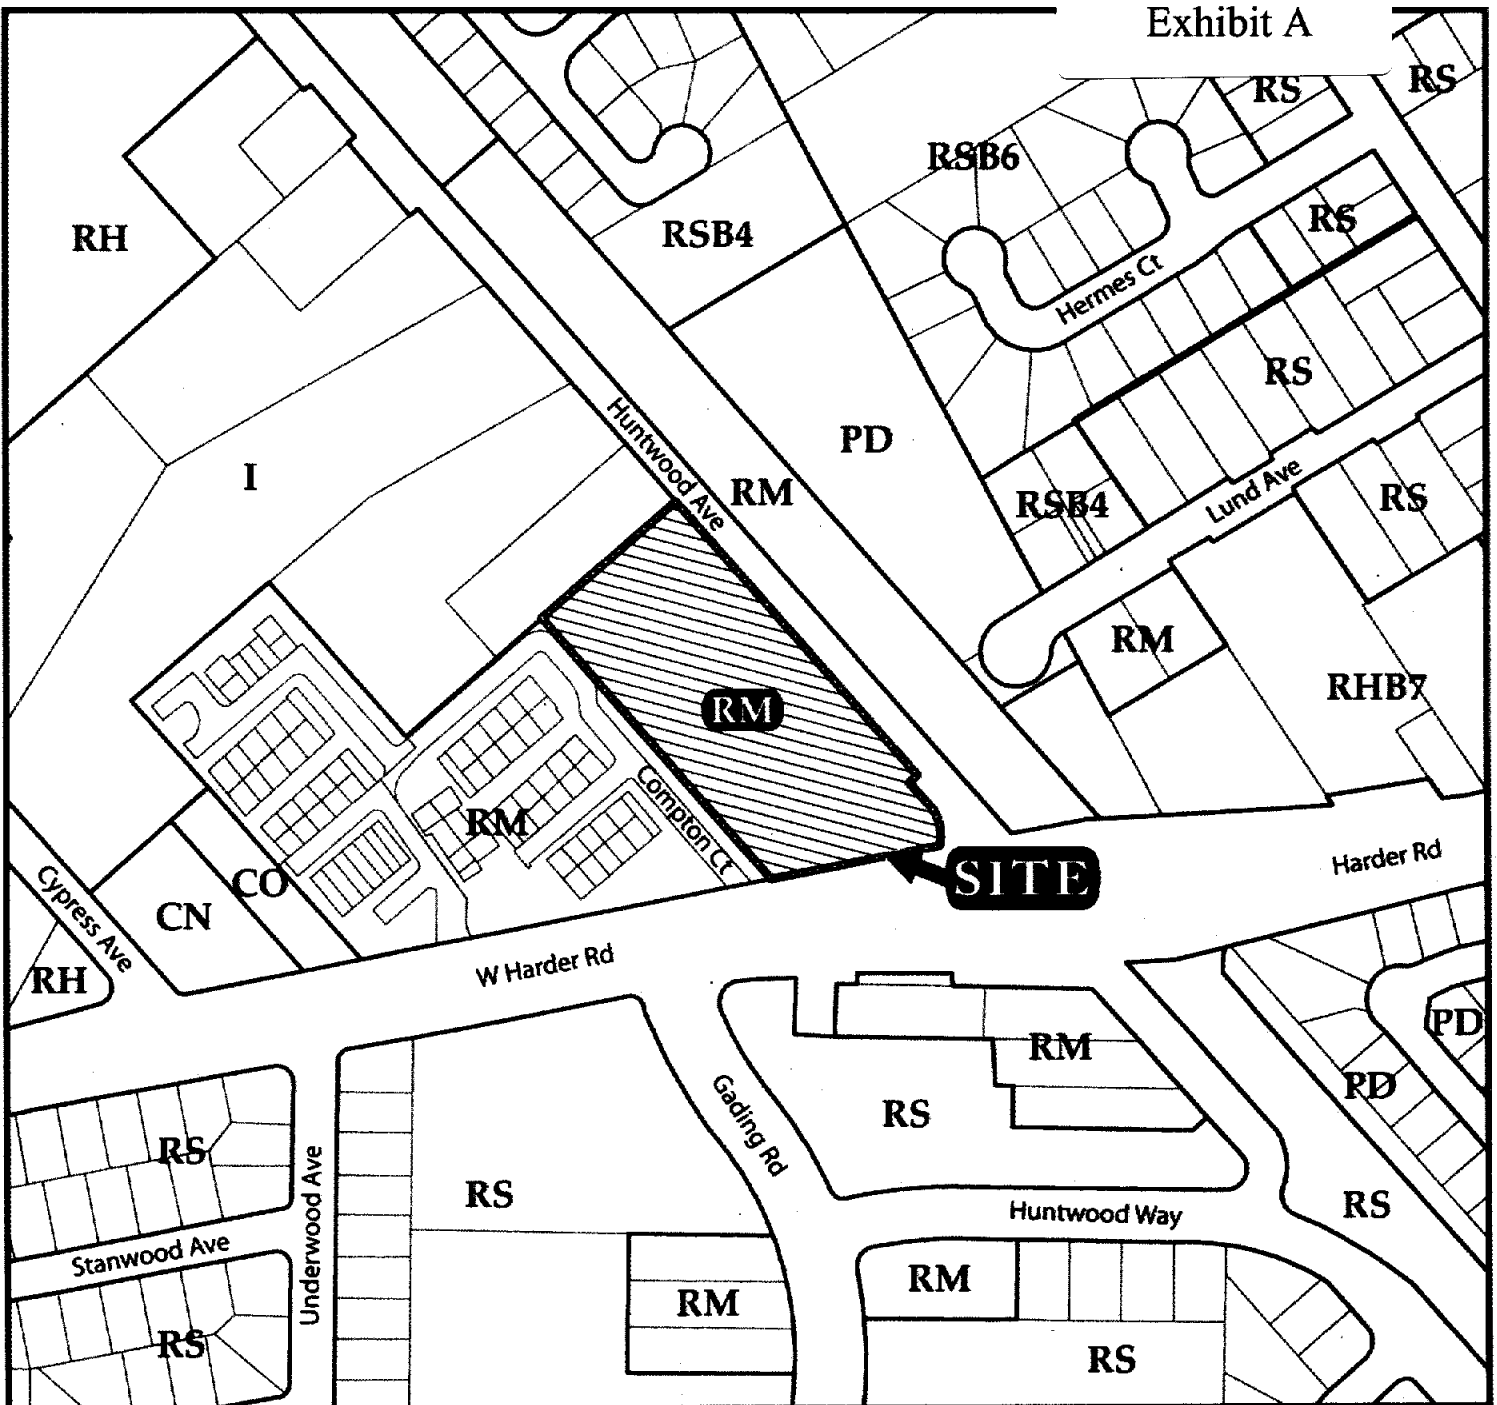 Exhibit A
RS
RS
RSB6
RH
RSB4
RS
Hermes Ct
RS
Huntwood Ave
PD
I
RM
RSB4
Lund Ave
RS
RM
RHB7
RM
Compton Ct
RM
Harder Rd
SITE
Cypress Ave
CO
CN
RH
W Harder Rd
PD
RM
PD
Gading Rd
RS
RS
Underwood Ave
RS
Huntwood Way
RS
Stanwood Ave
RM
RM
RS
RS